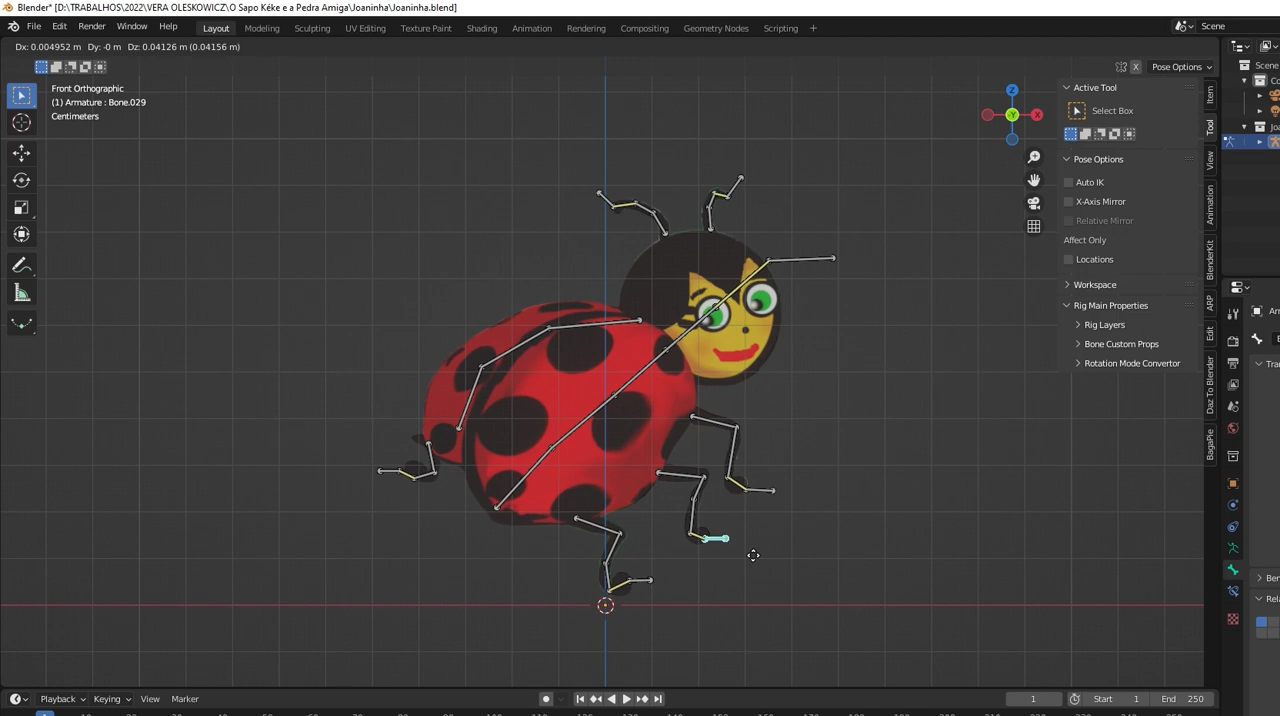 Blender* [D:\TRABALHOS\2022\VERA OLESKOWICZ\O Sapo Kéke e a Pedra Amiga\Joaninha\Joaninha.blend]
File Edit Render Window Help Layout Modeling Sculpting UV Editing Texture Paint Shading Animation Rendering Compositing Geometry Nodes Scripting + Scene
Dx: 0.004952 m Dy: -0 m Dz: 0.04126 m (0.04156 m)
X Pose Options
Front Orthographic
(1) Armature : Bone.029
Centimeters
Z
X
-Y
Active Tool
Select Box
Pose Options
Auto IK
X-Axis Mirror
Relative Mirror
Affect Only
Locations
Workspace
Rig Main Properties
Rig Layers
Bone Custom Props
Rotation Mode Convertor
Item
Tool
View
Animation
BlenderKit
ARP
Edit
Daz To Blender
BagaPie
Scene
Playback Keying View Marker 1 Start 1 End 250